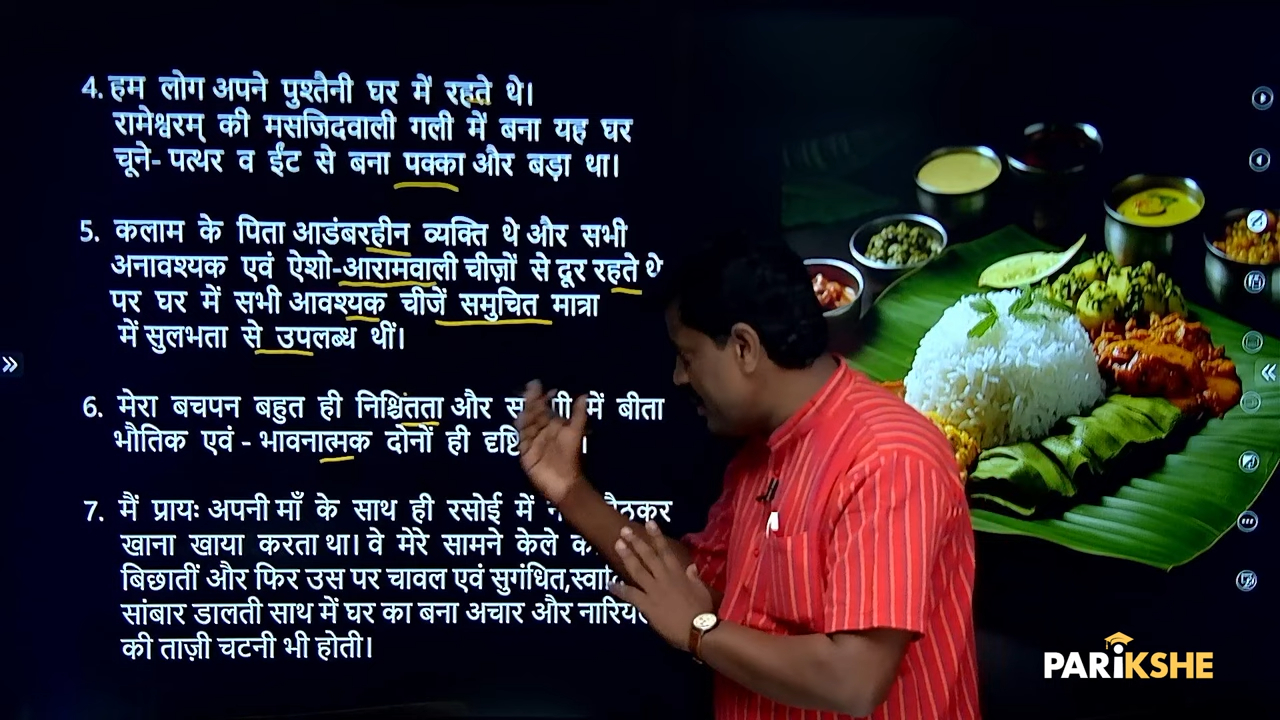 4. हम लोग अपने पुश्तैनी घर में रहते थे।
रामेश्वरम् की मसजिदवाली गली में बना यह घर
चूने- पत्थर व ईंट से बना पक्का और बड़ा था।
5. कलाम के पिता आडंबरहीन व्यक्ति थे और सभी
अनावश्यक एवं ऐशो-आरामवाली चीज़ों से दूर रहते थे
पर घर में सभी आवश्यक चीजें समुचित मात्रा
में सुलभता से उपलब्ध थीं।
6. मेरा बचपन बहुत ही निश्चिंतता और में बीता
भौतिक एवं - भावनात्मक दोनों ही
7. मैं प्रायः अपनी माँ के साथ ही रसोई में
खाना खाया करता था। वे मेरे सामने केले
बिछातीं और फिर उस पर चावल एवं सुगंधित,
सांबार डालती साथ में घर का बना अचार और
की ताज़ी चटनी भी होती।
PARIKSHE